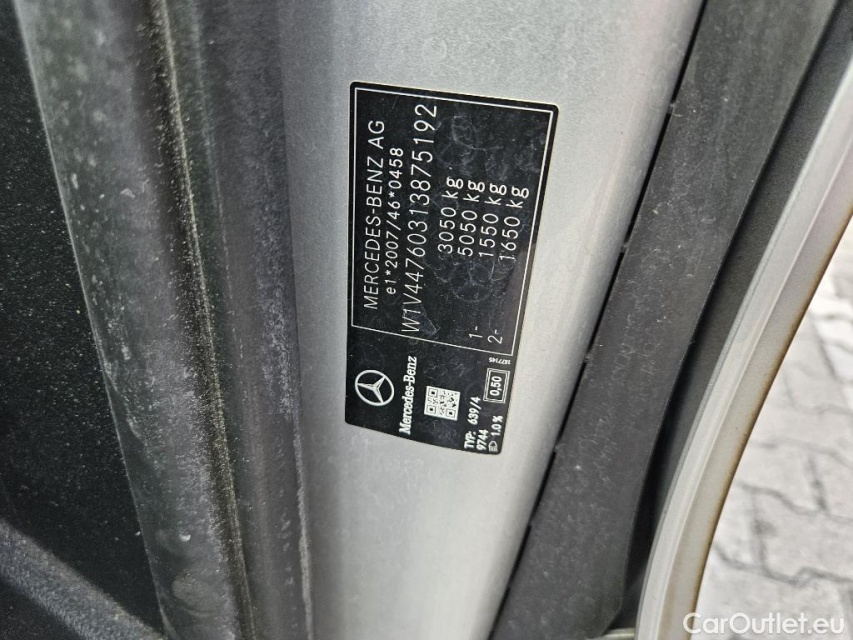 MERCEDES-BENZ AG
e1*2007/46*0458
W1V44760313875192
3050 kg
5050 kg
1- 1550 kg
2- 1650 kg
Mercedes-Benz
TYP: 639/4
9744
1.0 %
0,50
CarOutlet.eu